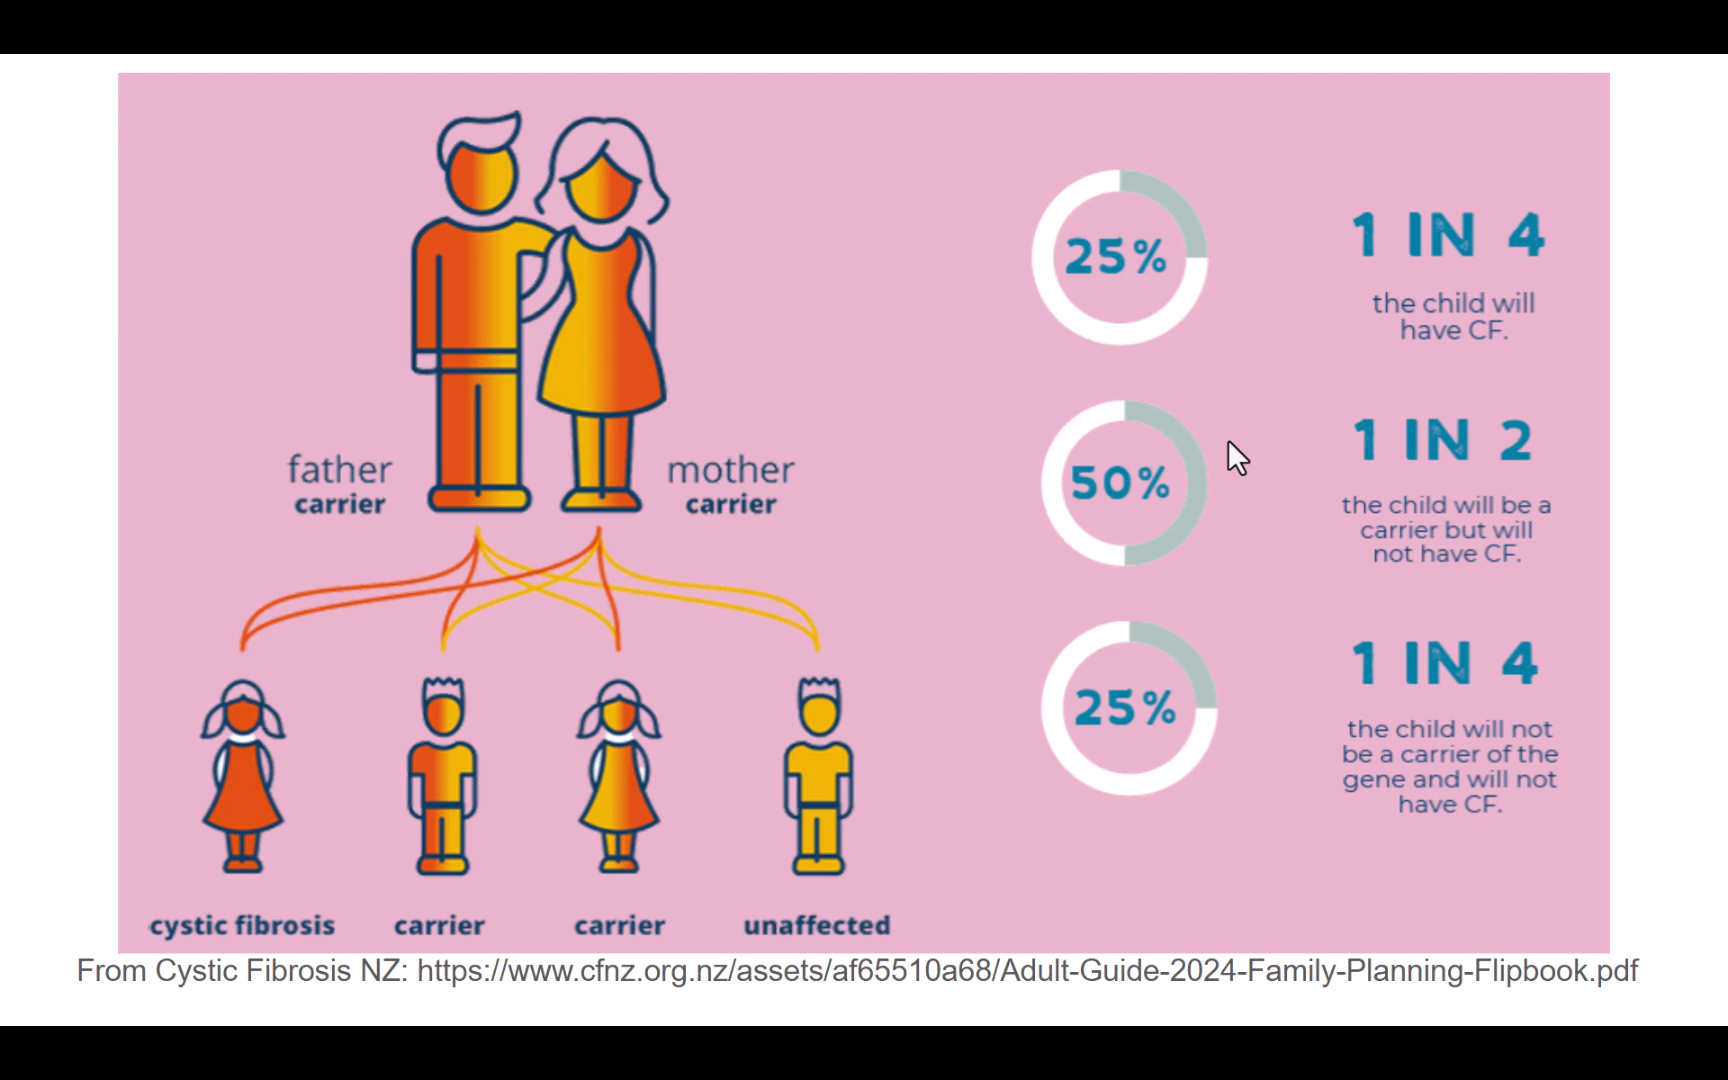 father
carrier
mother
carrier
cystic fibrosis
carrier
carrier
unaffected
25%
1 IN 4
the child will
have CF.
50%
1 IN 2
the child will be a
carrier but will
not have CF.
25%
1 IN 4
the child will not
be a carrier of the
gene and will not
have CF.
From Cystic Fibrosis NZ: https://www.cfnz.org.nz/assets/af65510a68/Adult-Guide-2024-Family-Planning-Flipbook.pdf